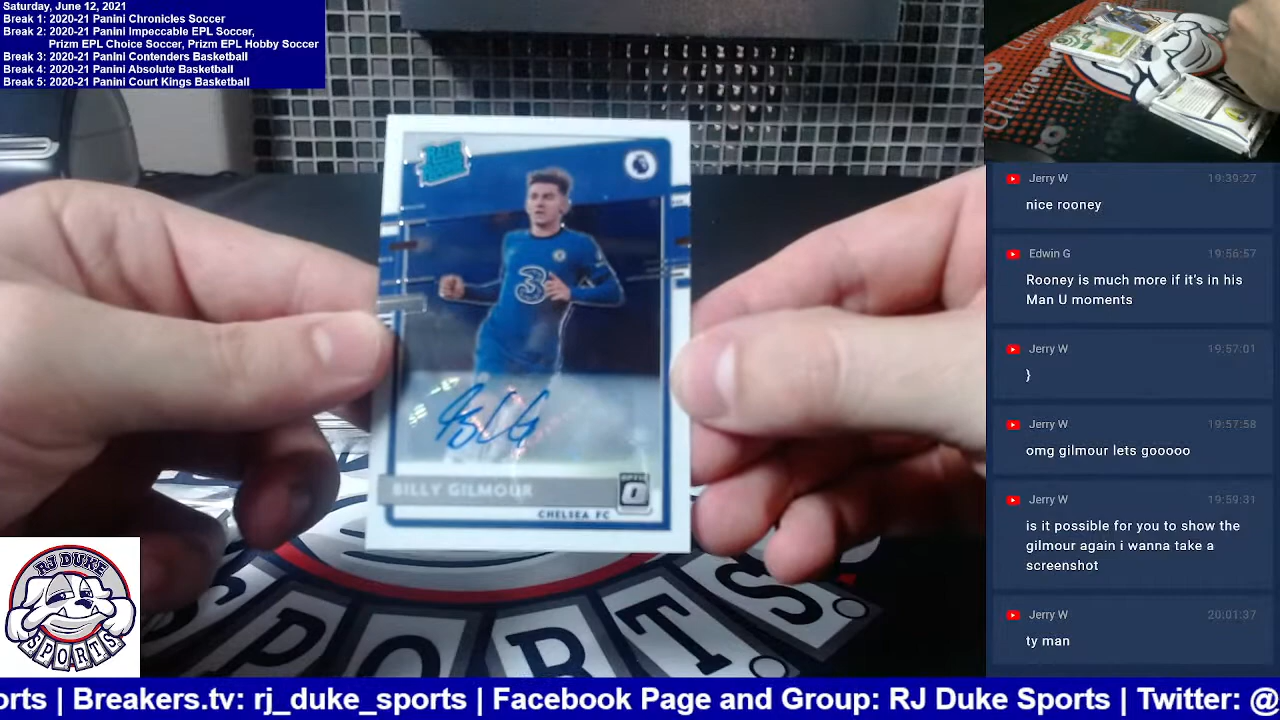 Saturday, June 12, 2021
Break 1: 2020-21 Panini Chronicles Soccer
Break 2: 2020-21 Panini Impeccable EPL Soccer,
Prizm EPL Choice Soccer, Prizm EPL Hobby Soccer
Break 3: 2020-21 Panini Contenders Basketball
Break 4: 2020-21 Panini Absolute Basketball
Break 5: 2020-21 Panini Court Kings Basketball
RATED ROOKIE
3
BILLY GILMOUR
OPTIC
CHELSEA FC
SPORTS
RJ DUKE
SPORTS
Jerry W 19:39:27
nice rooney
Edwin G 19:56:57
Rooney is much more if it's in his
Man U moments
Jerry W 19:57:01
}
Jerry W 19:57:58
omg gilmour lets gooooo
Jerry W 19:59:31
is it possible for you to show the
gilmour again i wanna take a
screenshot
Jerry W 20:01:37
ty man
orts | Breakers.tv: rj_duke_sports | Facebook Page and Group: RJ Duke Sports | Twitter: @